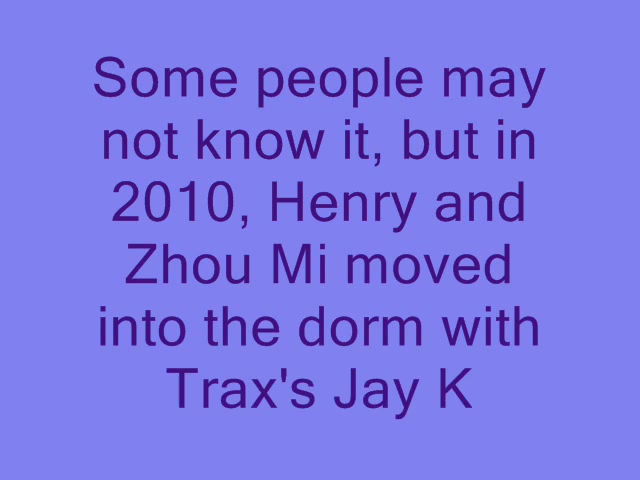 Some people may
not know it, but in
2010, Henry and
Zhou Mi moved
into the dorm with
Trax's Jay K